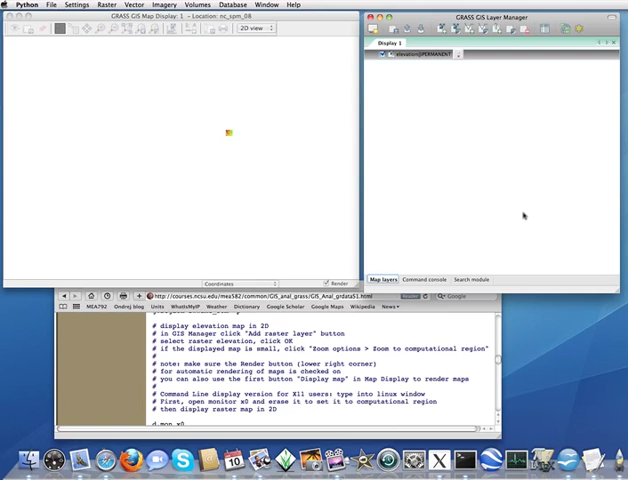 Python File Settings Raster Vector Imagery Volumes Database Window Help
GRASS GIS Map Display: 1 - Location: nc_spm_08
2D view
Coordinates
Render
GRASS GIS Layer Manager
Display 1
elevation@PERMANENT
Map layers Command console Search module
http://courses.ncsu.edu/mea582/common/GIS_anal_grass/GIS_Anal_grdata51.html
Reader
Google
MEA792 Ondrej blog Units WhatIsMyIP Weather Dictionary Google Scholar Google Maps Wikipedia News
# display elevation map in 2D
# in GIS Manager click "Add raster layer" button
# select raster elevation, click OK
# if the displayed map is small, click "Zoom options > Zoom to computational region"
#
# note: make sure the Render button (lower right corner)
# for automatic rendering of maps is checked on
# you can also use the first button "Display map" in Map Display to render maps
#
# Command Line display version for X11 users: type into linux window
# First, open monitor x0 and erase it to set it to computational region
# then display raster map in 2D
d.mon x0